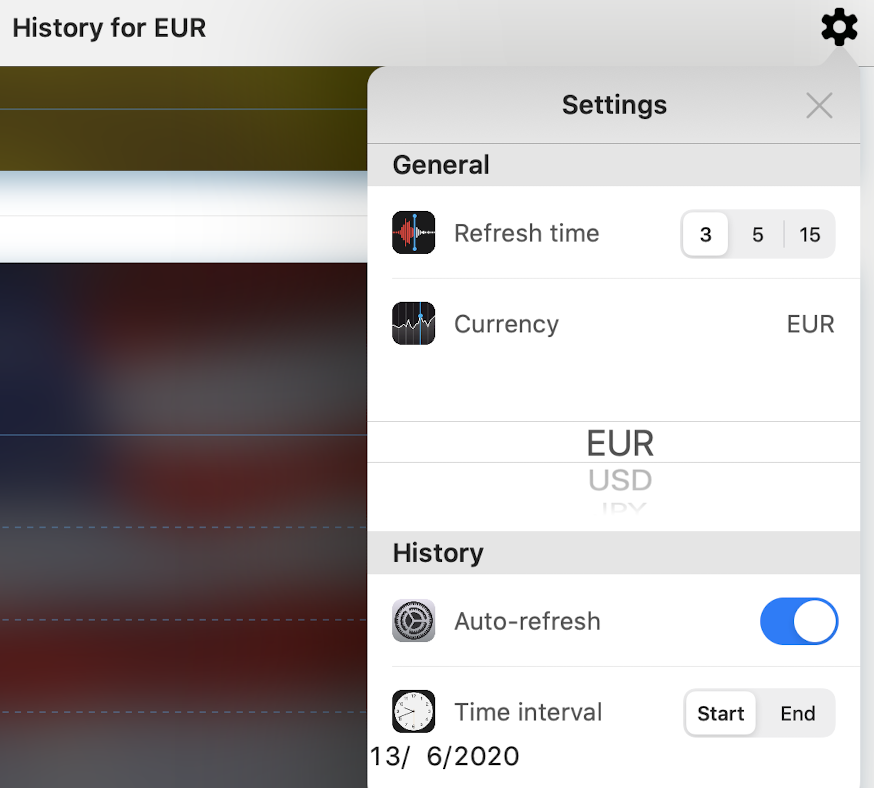 History for EUR
Settings
General
Refresh time 3 5 15
Currency EUR
EUR
USD
JPY
History
Auto-refresh
Time interval Start End
13/ 6/2020